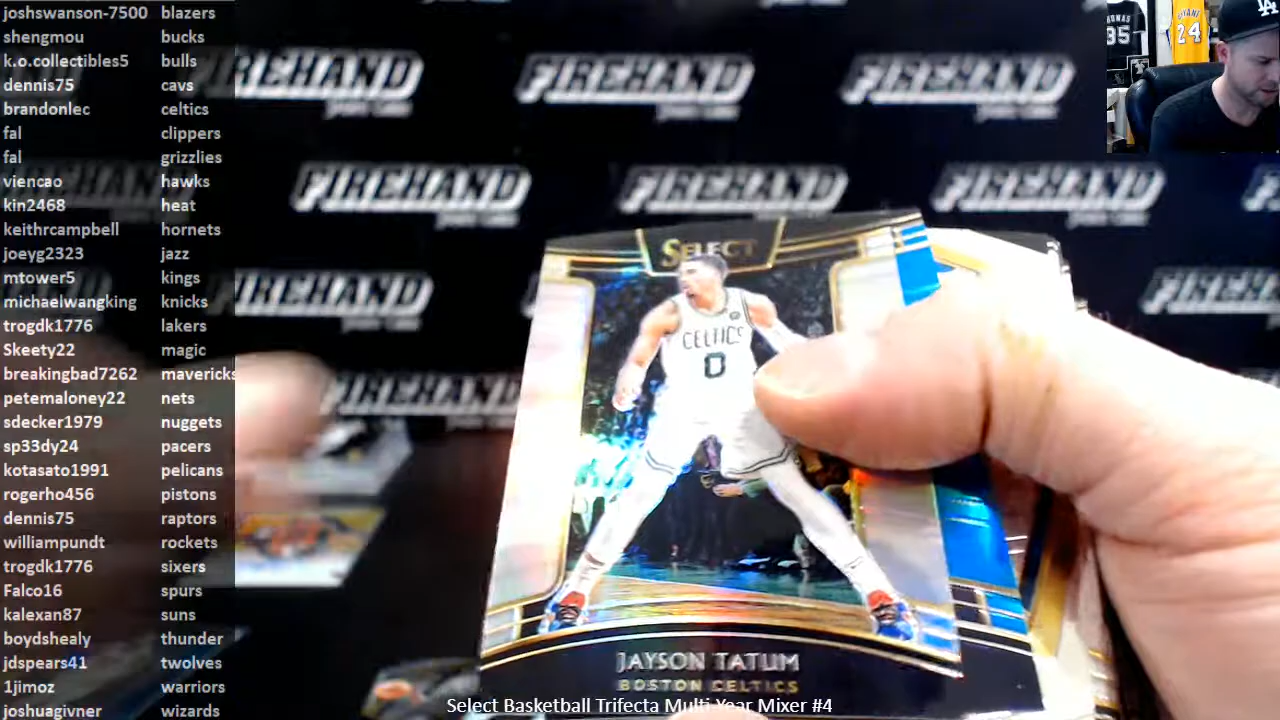 joshswanson-7500 blazers
shengmou bucks
k.o.collectibles5 bulls
dennis75 cavs
brandonlec celtics
fal clippers
fal grizzlies
viencao hawks
kin2468 heat
keithrcampbell hornets
joeyg2323 jazz
mtower5 kings
michaelwangking knicks
trogdk1776 lakers
Skeety22 magic
breakingbad7262 mavericks
petemaloney22 nets
sdecker1979 nuggets
sp33dy24 pacers
kotasato1991 pelicans
rogerho456 pistons
dennis75 raptors
williampundt rockets
trogdk1776 sixers
Falco16 spurs
kalexan87 suns
boydshealy thunder
jdspears41 twolves
1jimoz warriors
joshuagivner wizards
FIREHAND
FIREHAND
FIREHAND
FIREHAND
FIREHAND
FIREHAND
FIREHAND
FIREHAND
FIREHAND
SELECT
CELTICS
0
JAYSON TATUM
BOSTON CELTICS
Select Basketball Trifecta Multi Year Mixer #4
24